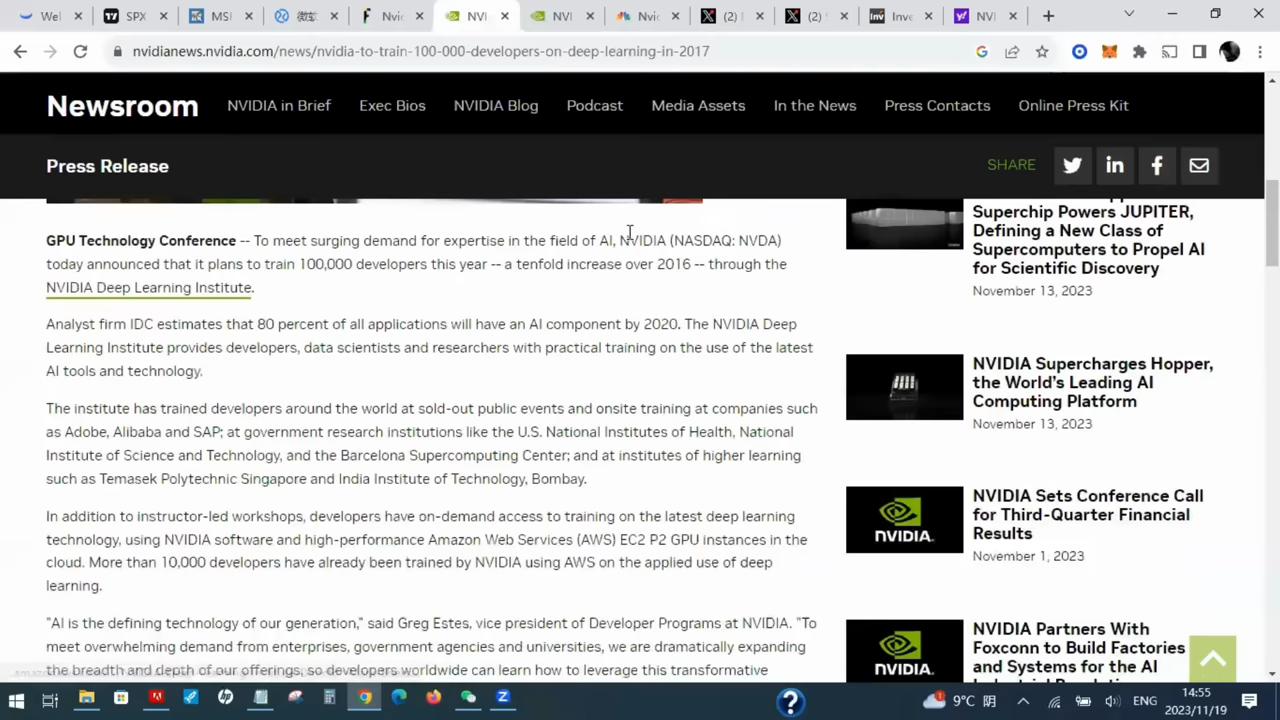 Wel
SPX
MSI
Nvic
NVI
NVI
Nvic
(2)
(2)
Inve
NVI
nvidianews.nvidia.com/news/nvidia-to-train-100-000-developers-on-deep-learning-in-2017
Newsroom
NVIDIA in Brief
Exec Bios
NVIDIA Blog
Podcast
Media Assets
In the News
Press Contacts
Online Press Kit
Press Release
SHARE
GPU Technology Conference -- To meet surging demand for expertise in the field of AI, NVIDIA (NASDAQ: NVDA)
today announced that it plans to train 100,000 developers this year -- a tenfold increase over 2016 -- through the
NVIDIA Deep Learning Institute.
Analyst firm IDC estimates that 80 percent of all applications will have an AI component by 2020. The NVIDIA Deep
Learning Institute provides developers, data scientists and researchers with practical training on the use of the latest
AI tools and technology.
The institute has trained developers around the world at sold-out public events and onsite training at companies such
as Adobe, Alibaba and SAP; at government research institutions like the U.S. National Institutes of Health, National
Institute of Science and Technology, and the Barcelona Supercomputing Center; and at institutes of higher learning
such as Temasek Polytechnic Singapore and India Institute of Technology, Bombay.
In addition to instructor-led workshops, developers have on-demand access to training on the latest deep learning
technology, using NVIDIA software and high-performance Amazon Web Services (AWS) EC2 P2 GPU instances in the
cloud. More than 10,000 developers have already been trained by NVIDIA using AWS on the applied use of deep
learning.
"AI is the defining technology of our generation," said Greg Estes, vice president of Developer Programs at NVIDIA. "To
meet overwhelming demand from enterprises, government agencies and universities, we are dramatically expanding
the breadth and depth of our offerings, so developers worldwide can learn how to leverage this transformative
Superchip Powers JUPITER,
Defining a New Class of
Supercomputers to Propel AI
for Scientific Discovery
November 13, 2023
NVIDIA Supercharges Hopper,
the World's Leading AI
Computing Platform
November 13, 2023
NVIDIA.
NVIDIA Sets Conference Call
for Third-Quarter Financial
Results
November 1, 2023
NVIDIA.
NVIDIA Partners With
Foxconn to Build Factories
and Systems for the AI
9°C 阴
ENG
14:55
2023/11/19